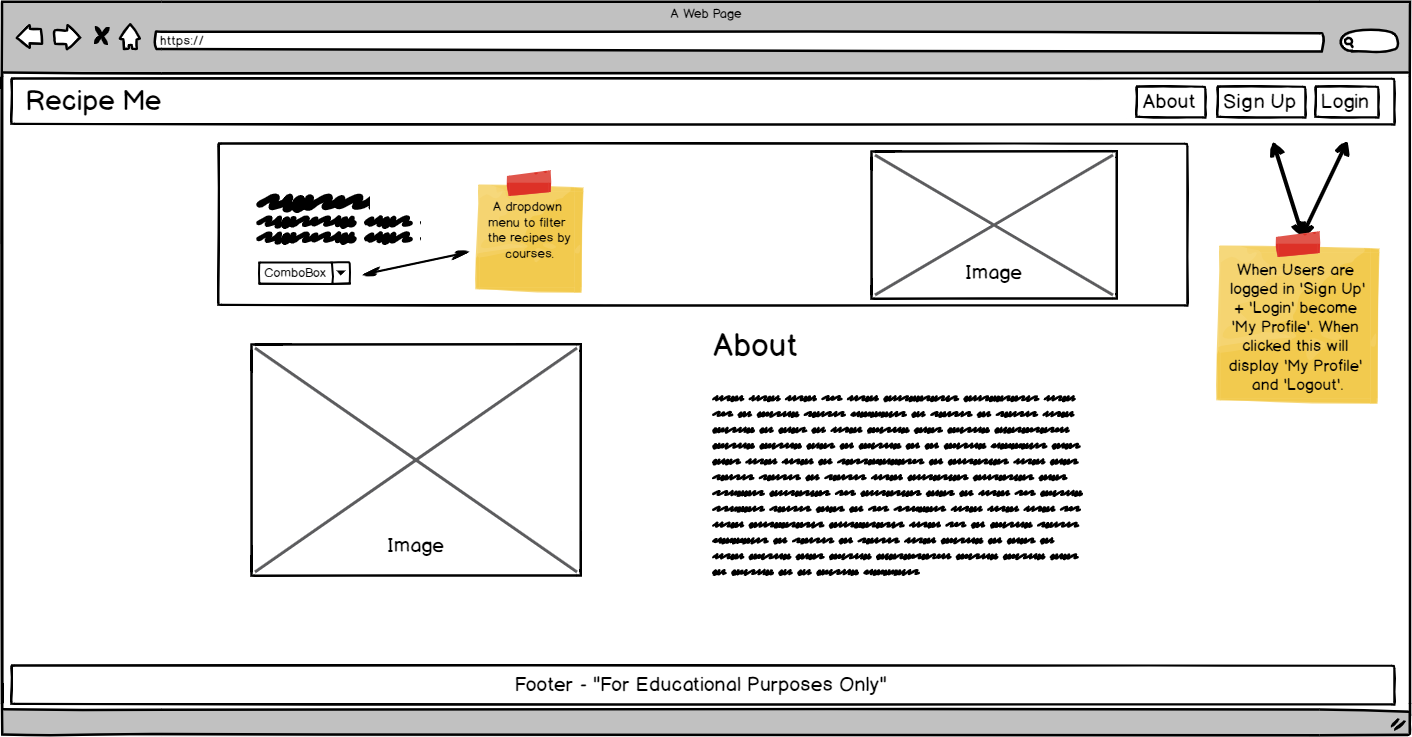 A Web Page
https://
Recipe Me
About
Sign Up
Login
A dropdown
menu to filter
the recipes by
courses.
ComboBox
Image
When Users are
logged in 'Sign Up'
+ 'Login' become
'My Profile'. When
clicked this will
display 'My Profile'
and 'Logout'.
About
Image
Footer - "For Educational Purposes Only"